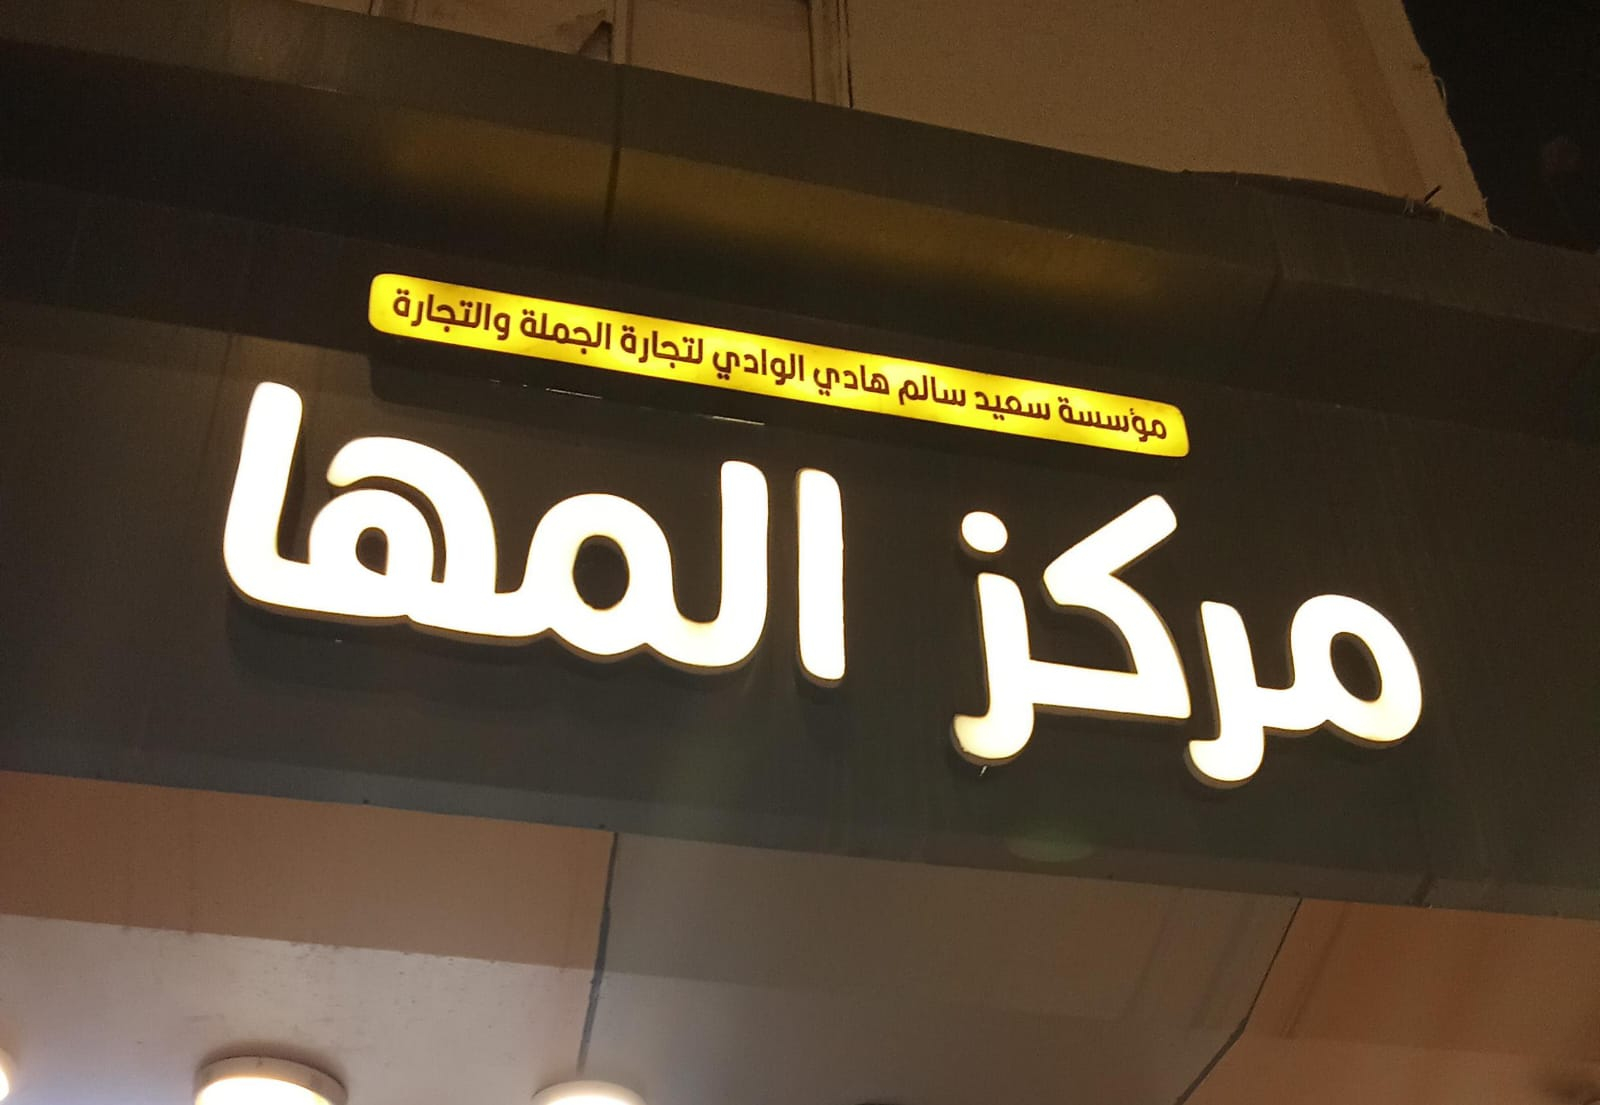 مؤسسة سعيد سالم هادي الوادي لتجارة الجملة والتجارة
مركز المها